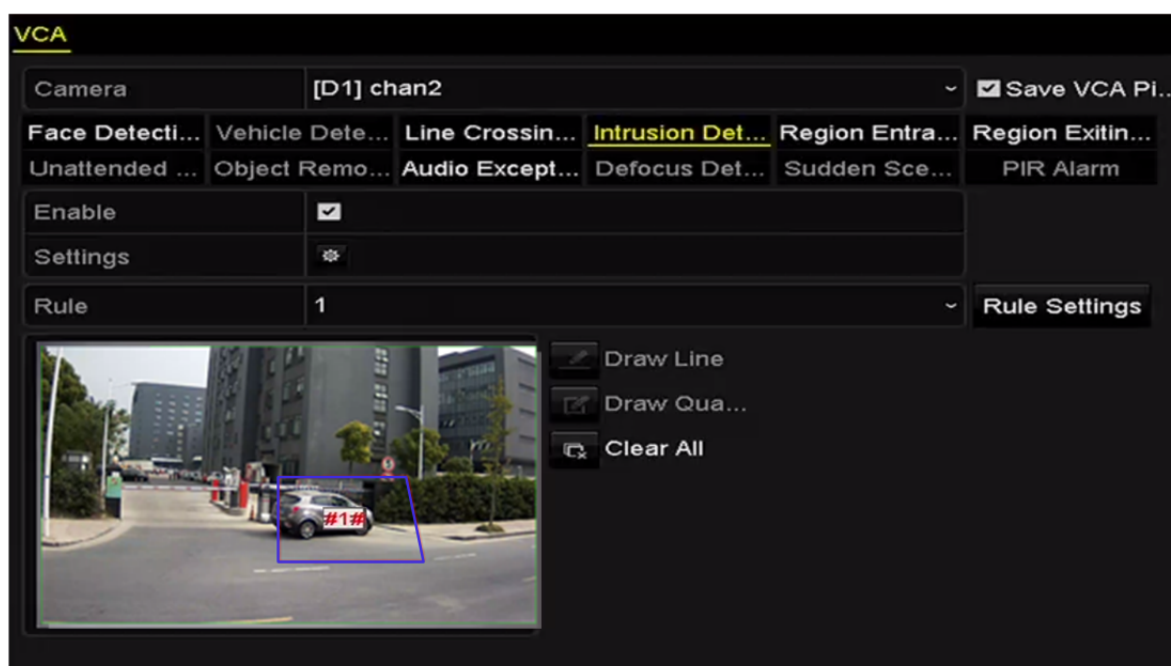 VCA
Camera [D1] chan2 Save VCA Pi...
Face Detecti... Vehicle Dete... Line Crossin... Intrusion Det... Region Entra... Region Exitin...
Unattended ... Object Remo... Audio Except... Defocus Det... Sudden Sce... PIR Alarm
Enable
Settings
Rule 1 Rule Settings
Draw Line
Draw Qua...
Clear All
#1#